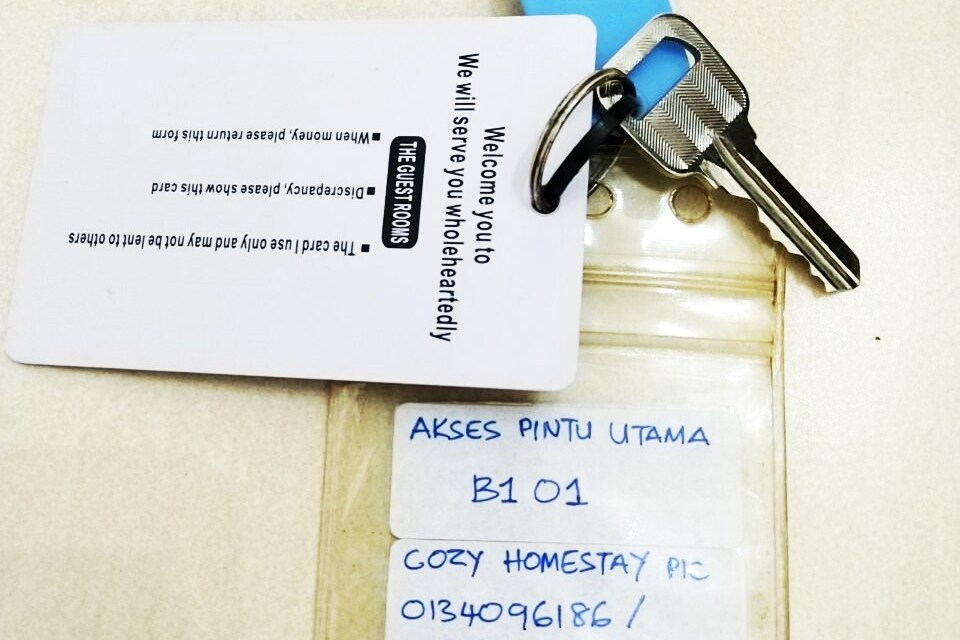 Welcome you to
We will serve you wholeheartedly
THE GUEST ROOMS
■ When money, please return this form
■ Discrepancy, please show this card
■ The card I use only and may not be lent to others
AKSES PINTU UTAMA
B1 01
COZY HOMESTAY PIC
0134096186 /